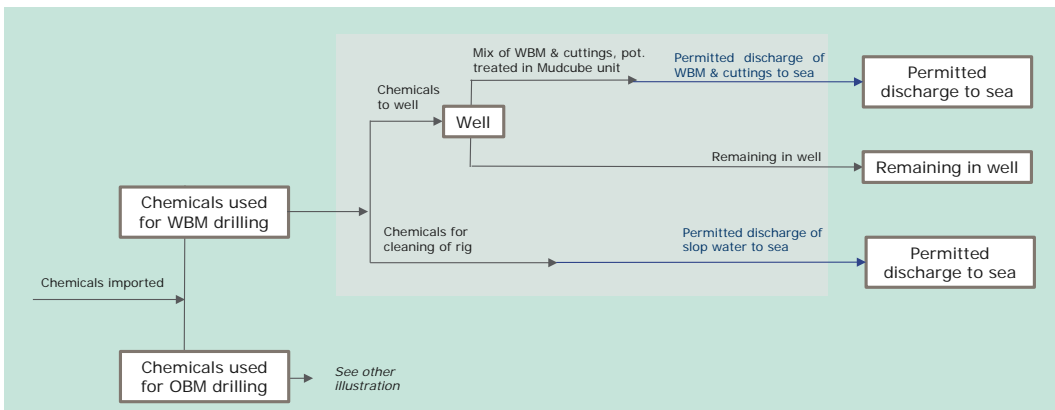 Mix of WBM & cuttings, pot.
treated in Mudcube unit
Permitted discharge of
WBM & cuttings to sea
Permitted
discharge to sea
Chemicals
to well
Well
Remaining in well
Remaining in well
Chemicals used
for WBM drilling
Chemicals for
cleaning of rig
Permitted discharge of
slop water to sea
Permitted
discharge to sea
Chemicals imported
Chemicals used
for OBM drilling
See other
illustration